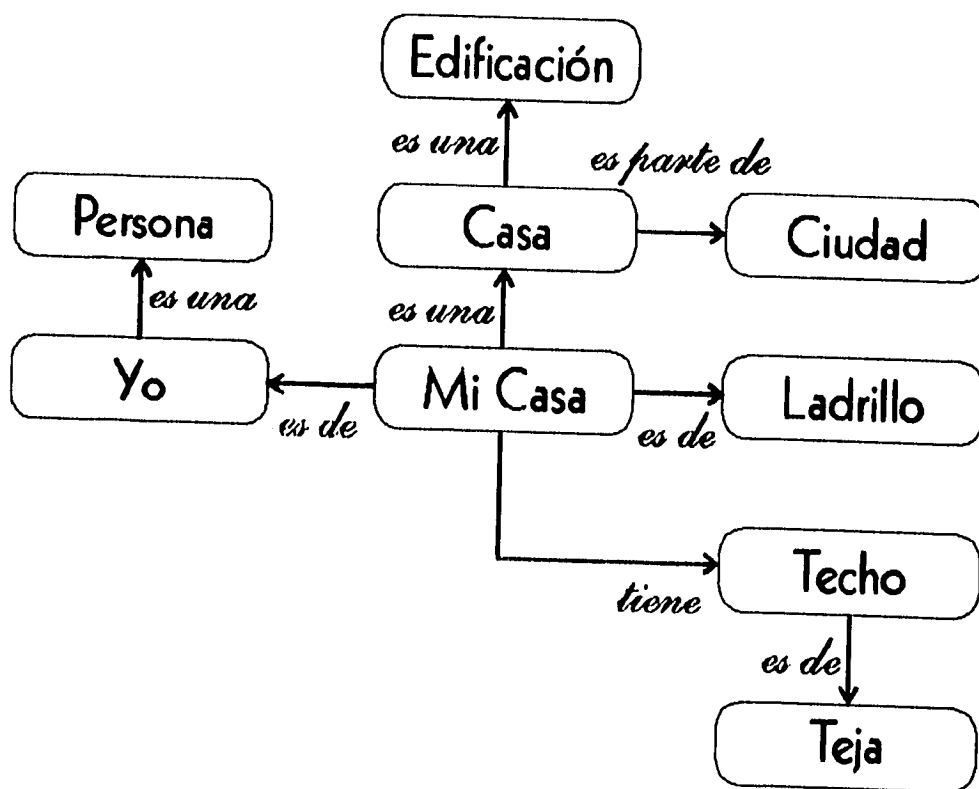 Edificación
es una
es parte de
Persona
Casa
Ciudad
es una
es una
Yo
Mi Casa
Ladrillo
es de
es de
Techo
tiene
es de
Teja